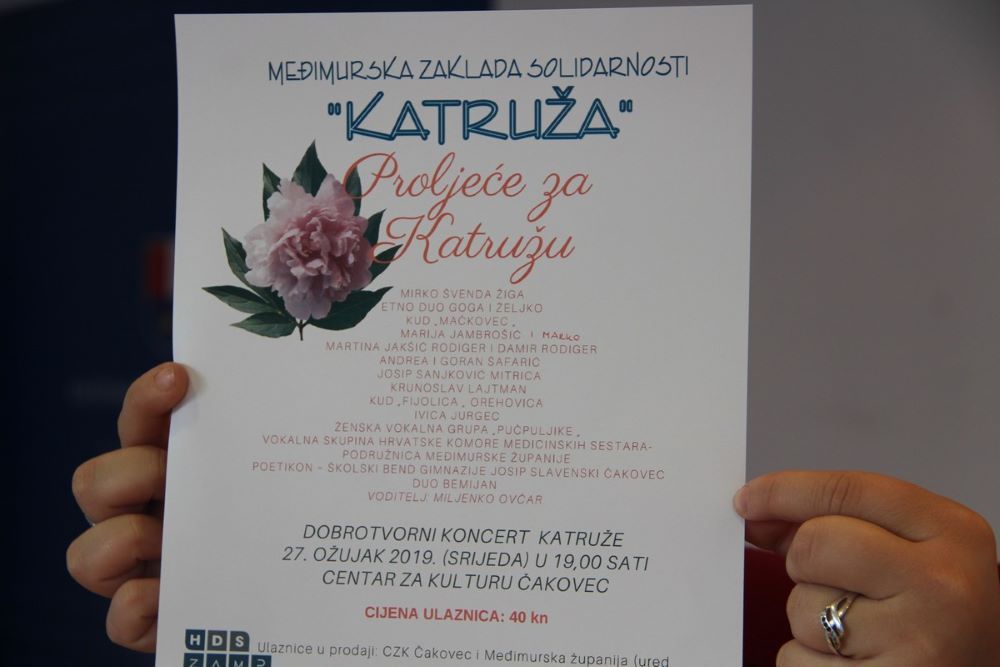 MEĐIMURSKA ZAKLADA SOLIDARNOSTI
"KATRUŽA"
Proljeće za
Katružu
MIRKO ŠVENDA ŽIGA
ETNO DUO GOGA I ŽELJKO
KUD „MAČKOVEC„
MARIJA JAMBROŠIĆ I MARKO
MARTINA JAKŠIĆ RODIGER I DAMIR RODIGER
ANDREA I GORAN ŠAFARIĆ
JOSIP SANJKOVIĆ MITRICA
KRUNOSLAV LAJTMAN
KUD „FIJOLICA„ OREHOVICA
IVICA JURGEC
ŽENSKA VOKALNA GRUPA „PUČPULJKE„
VOKALNA SKUPINA HRVATSKE KOMORE MEDICINSKIH SESTARA-
PODRUŽNICA MEĐIMURSKE ŽUPANIJE
POETIKON – ŠKOLSKI BEND GIMNAZIJE JOSIP SLAVENSKI ČAKOVEC
DUO BEMIJAN
VODITELJ: MILJENKO OVČAR
DOBROTVORNI KONCERT KATRUŽE
27. OŽUJAK 2019. (SRIJEDA) U 19,00 SATI
CENTAR ZA KULTURU ČAKOVEC
CIJENA ULAZNICA: 40 kn
HDS
ZAMP
Ulaznice u prodaji: CZK Čakovec i Međimurska županija (ured